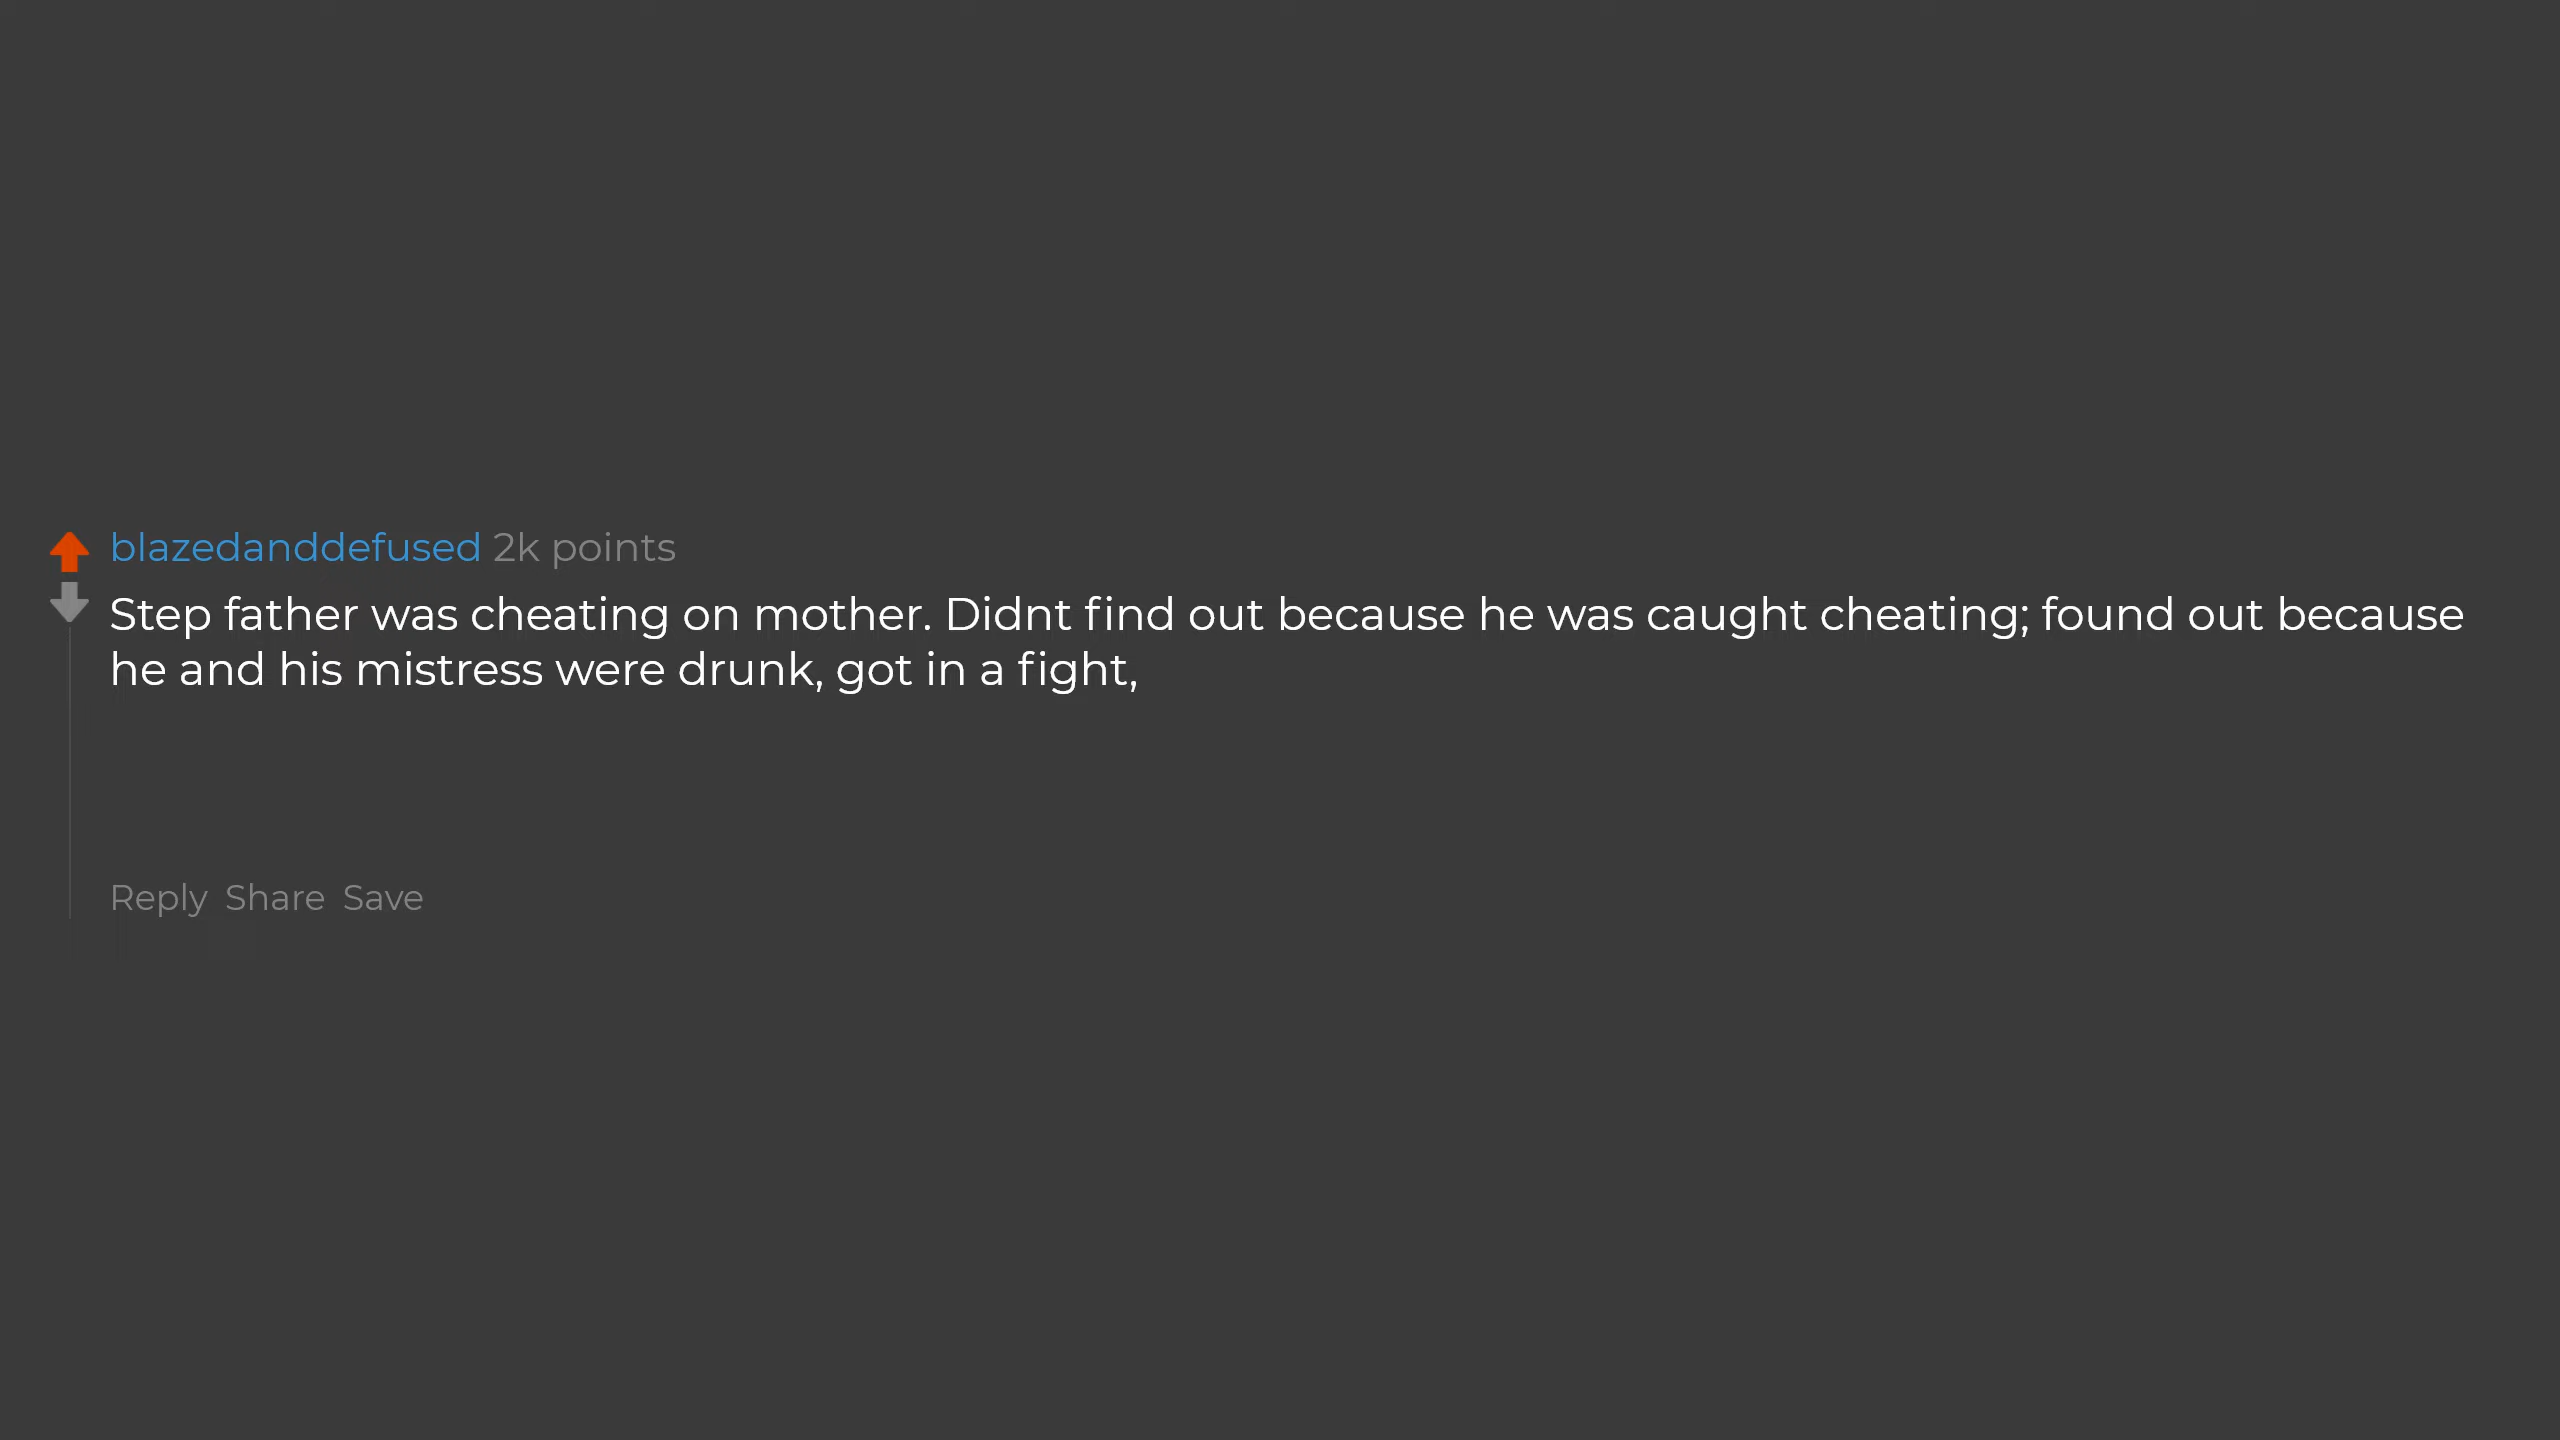 blazedanddefused 2k points
Step father was cheating on mother. Didnt find out because he was caught cheating; found out because
he and his mistress were drunk, got in a fight,
Reply Share Save